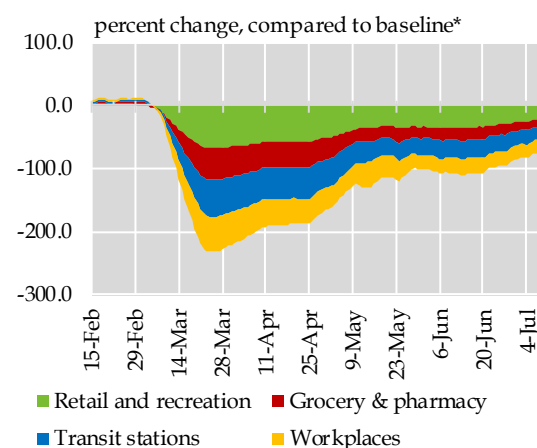 percent change, compared to baseline*
100.0
0.0
-100.0
-200.0
-300.0
15-Feb
29-Feb
14-Mar
28-Mar
11-Apr
25-Apr
9-May
23-May
6-Jun
20-Jun
4-Jul
Retail and recreation
Grocery & pharmacy
Transit stations
Workplaces